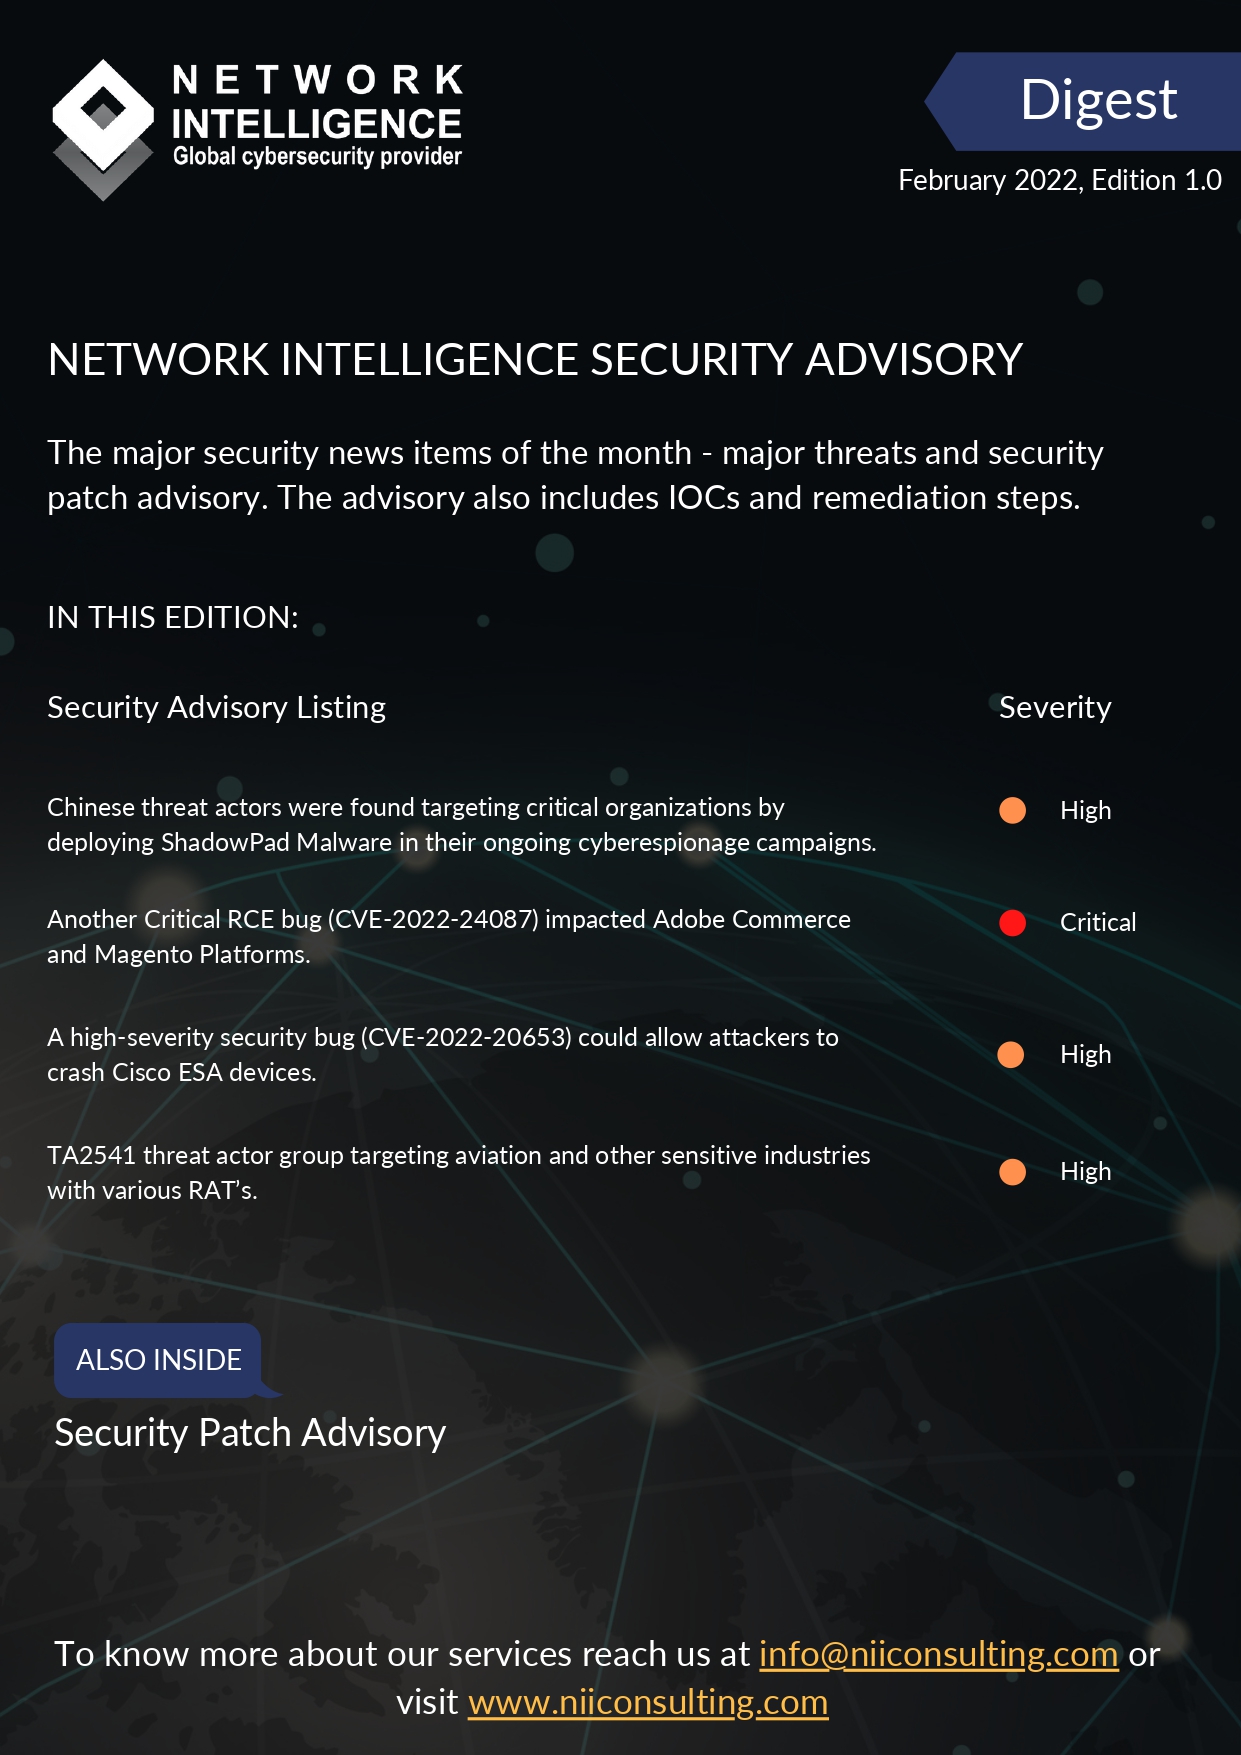 NETWORK
INTELLIGENCE
Global cybersecurity provider
Digest
February 2022, Edition 1.0
NETWORK INTELLIGENCE SECURITY ADVISORY
The major security news items of the month - major threats and security
patch advisory. The advisory also includes IOCs and remediation steps.
IN THIS EDITION:
Security Advisory Listing
Severity
Chinese threat actors were found targeting critical organizations by
deploying ShadowPad Malware in their ongoing cyberespionage campaigns.
High
Another Critical RCE bug (CVE-2022-24087) impacted Adobe Commerce
and Magento Platforms.
Critical
A high-severity security bug (CVE-2022-20653) could allow attackers to
crash Cisco ESA devices.
High
TA2541 threat actor group targeting aviation and other sensitive industries
with various RAT’s.
High
ALSO INSIDE
Security Patch Advisory
To know more about our services reach us at info@niiconsulting.com or
visit www.niiconsulting.com